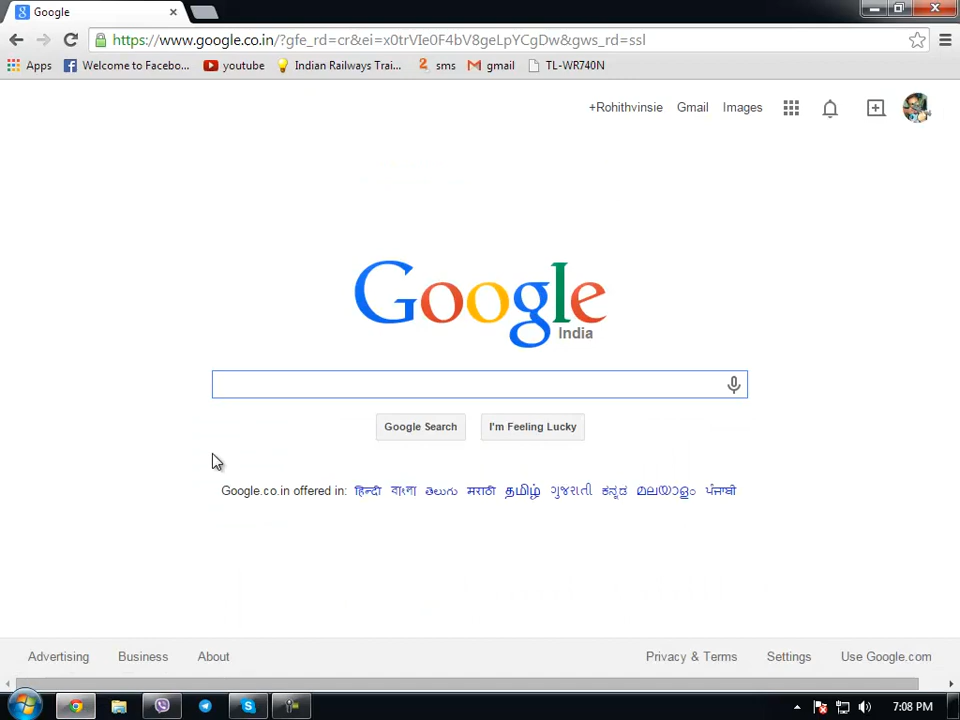 Google
https://www.google.co.in/?gfe_rd=cr&ei=x0trVIe0F4bV8geLpYCgDw&gws_rd=ssl
Apps Welcome to Facebo... youtube Indian Railways Trai... sms gmail TL-WR740N
+Rohithvinsie Gmail Images
Google
India
Google Search I'm Feeling Lucky
Google.co.in offered in: हिन्दी বাংলা తెలుగు मराठी தமிழ் ગુજરાતી ಕನ್ನಡ മലയാളം ਪੰਜਾਬੀ
Advertising Business About Privacy & Terms Settings Use Google.com
7:08 PM